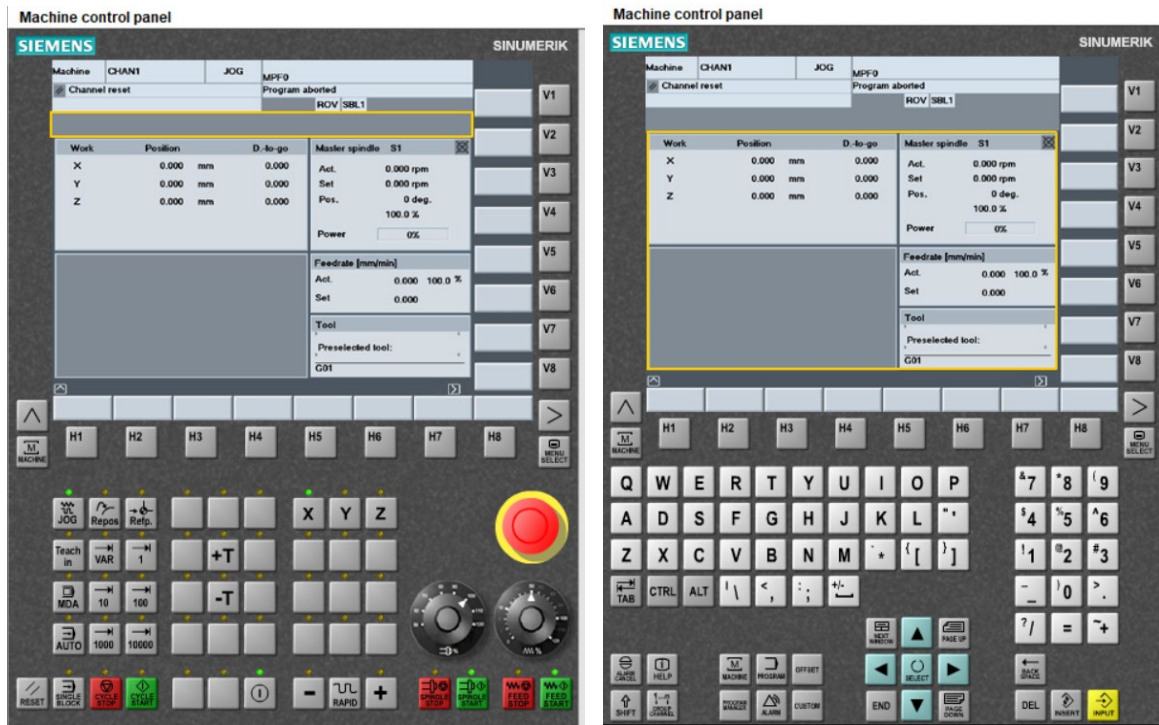 Machine control panel
SIEMENS SINUMERIK
Machine CHAN1 JOG MPF0
Channel reset Program aborted
ROV SBL1
Work Position D.-to-go Master spindle S1
X 0.000 mm 0.000 Act. 0.000 rpm
Y 0.000 mm 0.000 Set 0.000 rpm
Z 0.000 mm 0.000 Pos. 0 deg.
100.0 %
Power 0%
Feedrate [mm/min]
Act. 0.000 100.0 %
Set 0.000
Tool
Preselected tool:
G01
V1
V2
V3
V4
V5
V6
V7
V8
M MACHINE H1 H2 H3 H4 H5 H6 H7 H8 MENU SELECT
JOG Repos Refp. X Y Z
Teach in VAR 1 +T
MDA 10 100 -T
AUTO 1000 10000
RESET SINGLE BLOCK CYCLE STOP CYCLE START - RAPID + SPINDLE STOP SPINDLE START FEED STOP FEED START
Machine control panel
SIEMENS SINUMERIK
Machine CHAN1 JOG MPF0
Channel reset Program aborted
ROV SBL1
Work Position D.-to-go Master spindle S1
X 0.000 mm 0.000 Act. 0.000 rpm
Y 0.000 mm 0.000 Set 0.000 rpm
Z 0.000 mm 0.000 Pos. 0 deg.
100.0 %
Power 0%
Feedrate [mm/min]
Act. 0.000 100.0 %
Set 0.000
Tool
Preselected tool:
G01
V1
V2
V3
V4
V5
V6
V7
V8
M MACHINE H1 H2 H3 H4 H5 H6 H7 H8 MENU SELECT
Q W E R T Y U I O P & 7 * 8 ( 9
A D S F G H J K L " ' $ 4 % 5 ^ 6
Z X C V B N M ` * { [ } ] ! 1 @ 2 # 3
TAB CTRL ALT ' \ < , : ; +/- - _ ) 0 > .
NEXT WINDOW PAGE UP ? / = ~ +
ALARM CANCEL HELP M MACHINE PROGRAM OFFSET SELECT BACK SPACE
SHIFT 1...n GROUP CHANNEL PROGRAM MANAGER ALARM CUSTOM END PAGE DOWN DEL INSERT INPUT